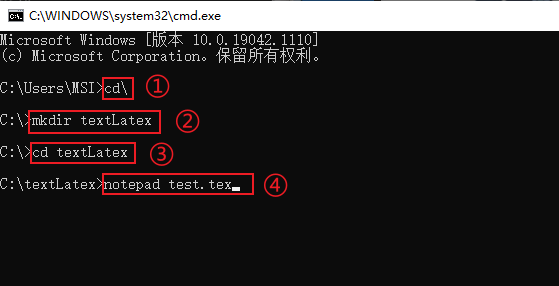 C:\WINDOWS\system32\cmd.exe
Microsoft Windows [版本 10.0.19042.1110]
(c) Microsoft Corporation。保留所有权利。
C:\Users\MSI>cd\ ①
C:\>mkdir textLatex ②
C:\>cd textLatex ③
C:\textLatex>notepad test.tex ④